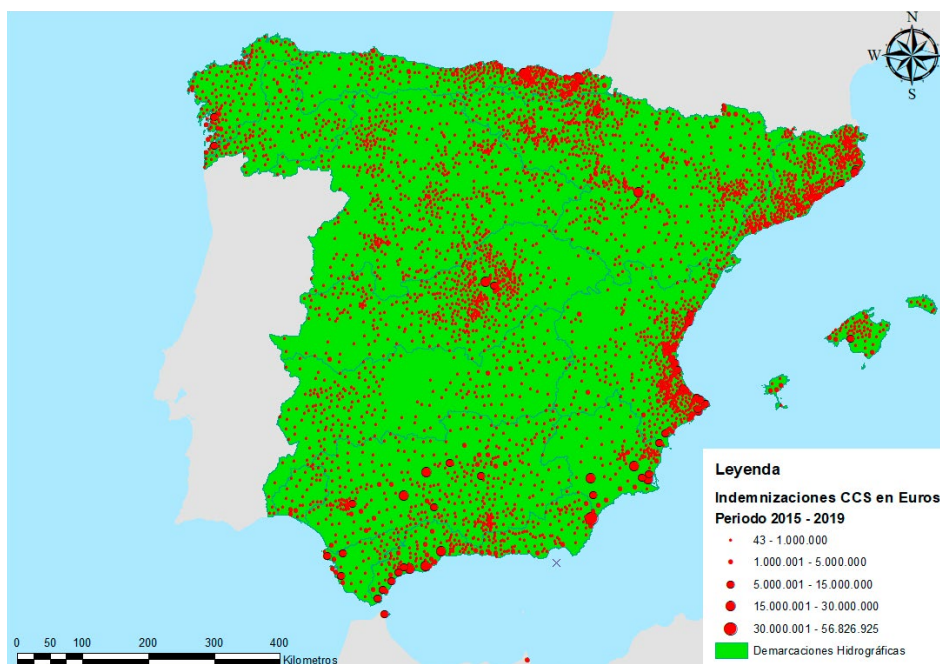 N
W E
S
Leyenda
Indemnizaciones CCS en Euros
Periodo 2015 - 2019
43 - 1.000.000
1.000.001 - 5.000.000
5.000.001 - 15.000.000
15.000.001 - 30.000.000
30.000.001 - 56.826.925
Demarcaciones Hidrográficas
0 50 100 200 300 400
Kilometros